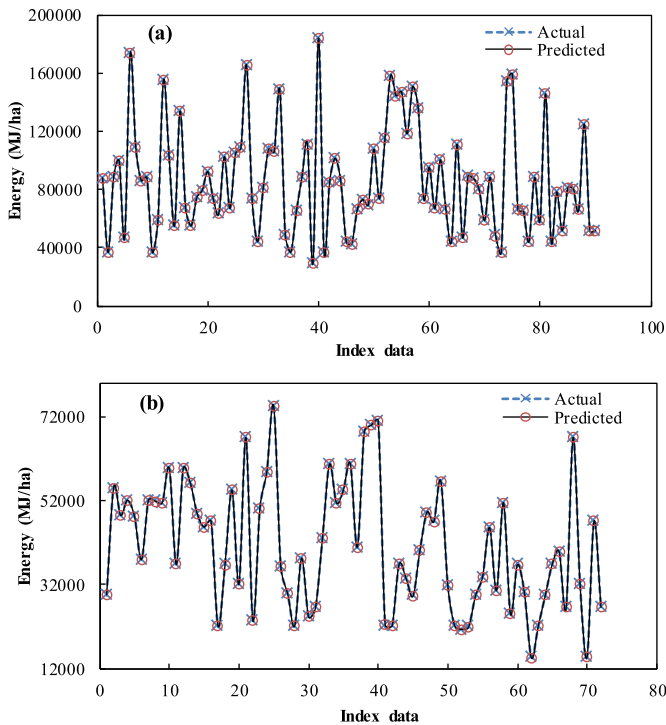 (a)
Actual
Predicted
200000
160000
120000
80000
40000
0
Energy (MJ/ha)
0 20 40 60 80 100
Index data
(b)
Actual
Predicted
72000
52000
32000
12000
Energy (MJ/ha)
0 10 20 30 40 50 60 70 80
Index data